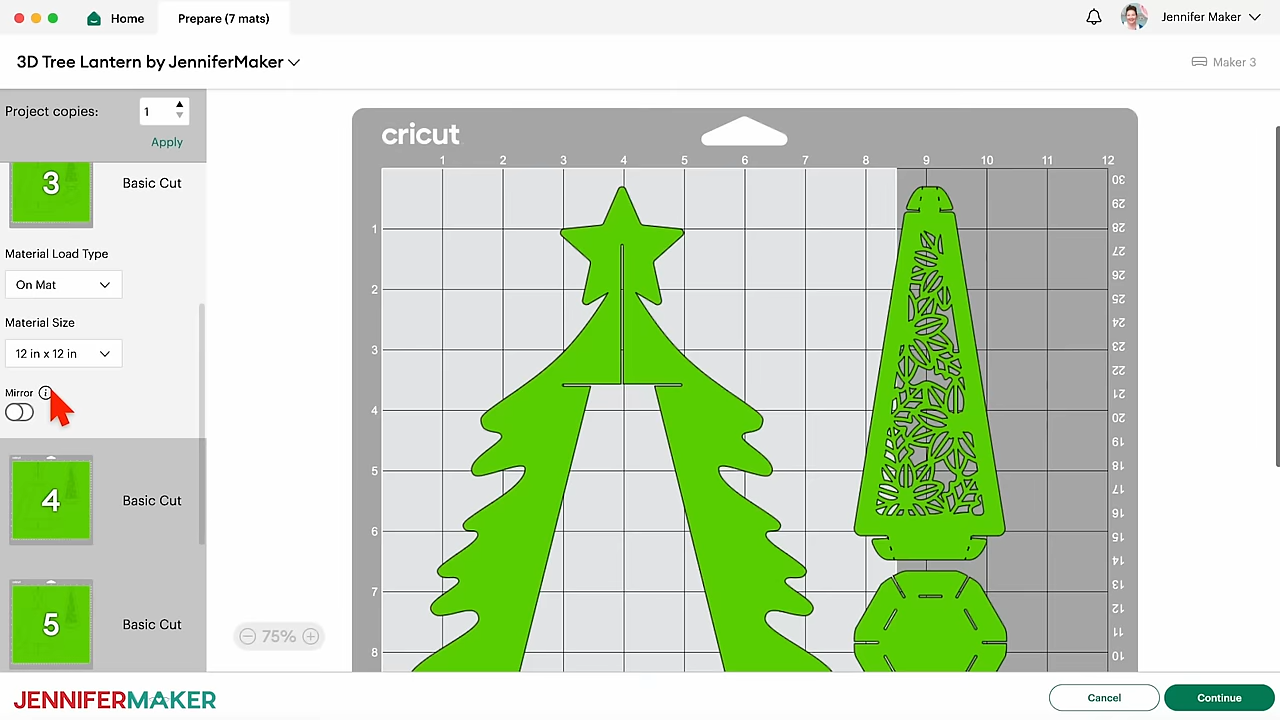 Home
Prepare (7 mats)
Jennifer Maker
3D Tree Lantern by JenniferMaker
Maker 3
Project copies:
1
Apply
3
Basic Cut
Material Load Type
On Mat
Material Size
12 in x 12 in
Mirror
4
Basic Cut
5
Basic Cut
cricut
1 2 3 4 5 6 7 8 9 10 11 12
1
2
3
4
5
6
7
8
30
29
28
27
26
25
24
23
22
21
20
19
18
17
16
15
14
13
12
11
10
75%
JENNIFERMAKER
Cancel
Continue